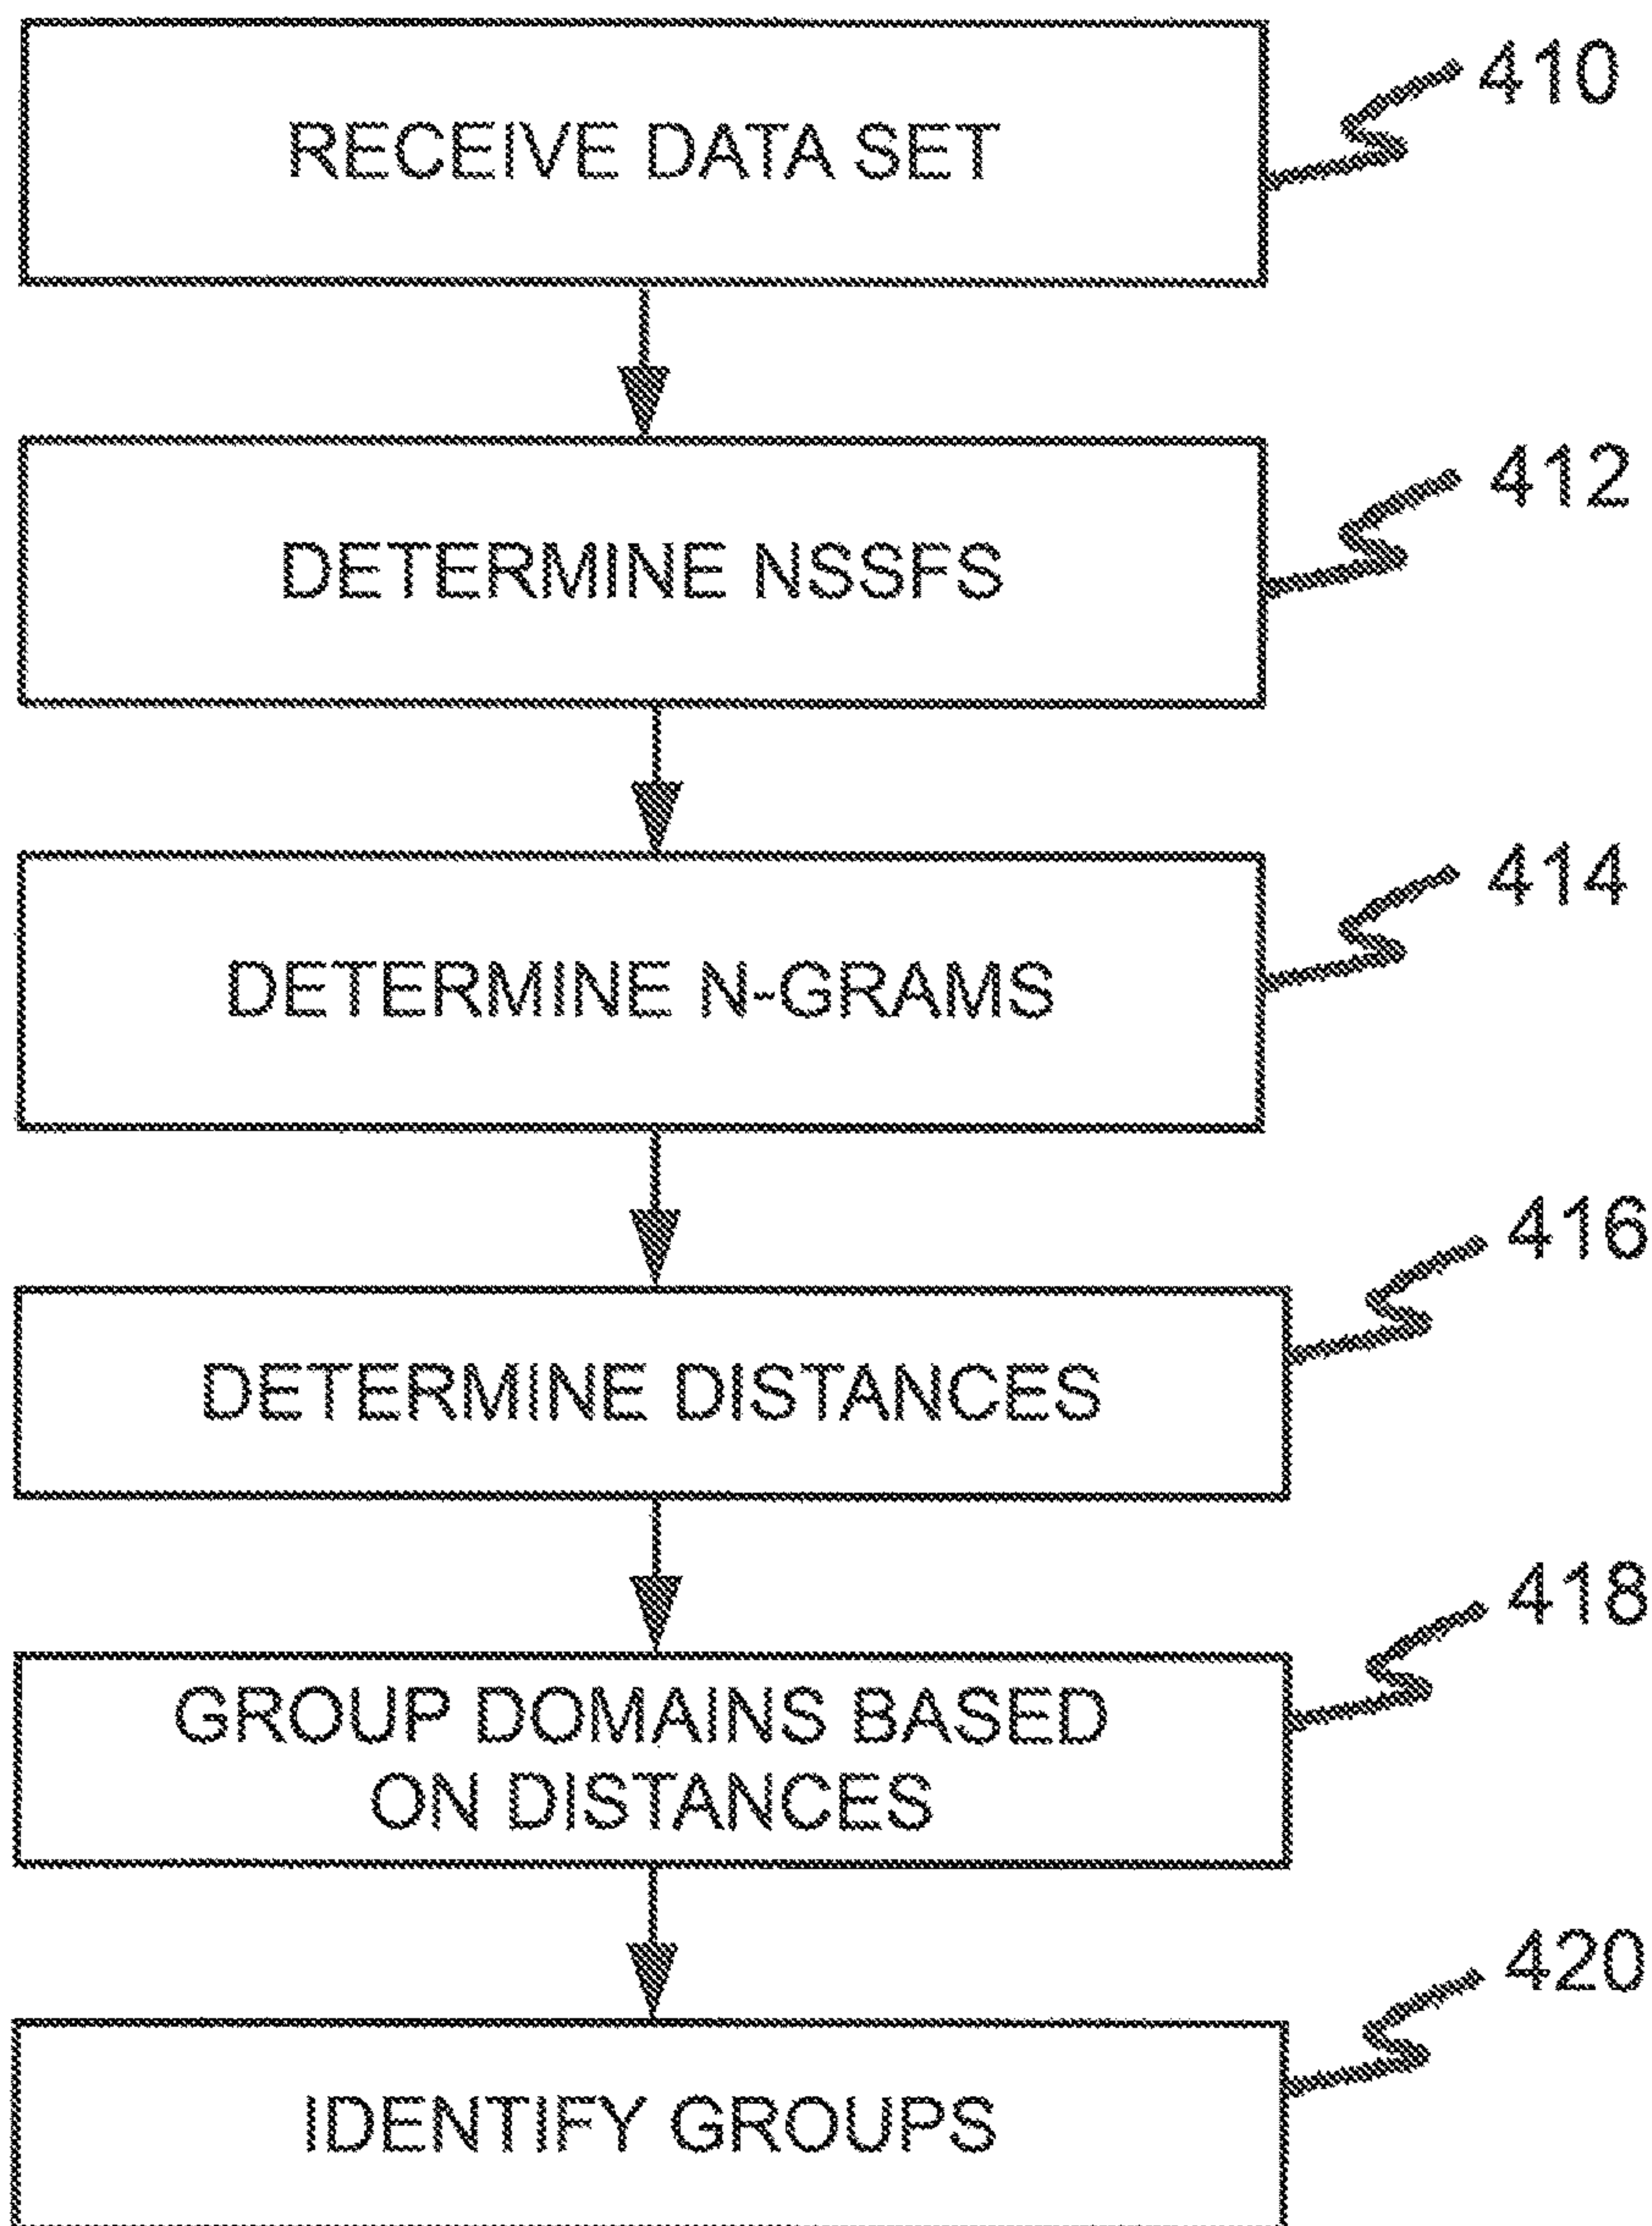 RECEIVE DATA SET
410
DETERMINE NSSFS
412
DETERMINE N-GRAMS
414
DETERMINE DISTANCES
416
GROUP DOMAINS BASED
ON DISTANCES
418
IDENTIFY GROUPS
420